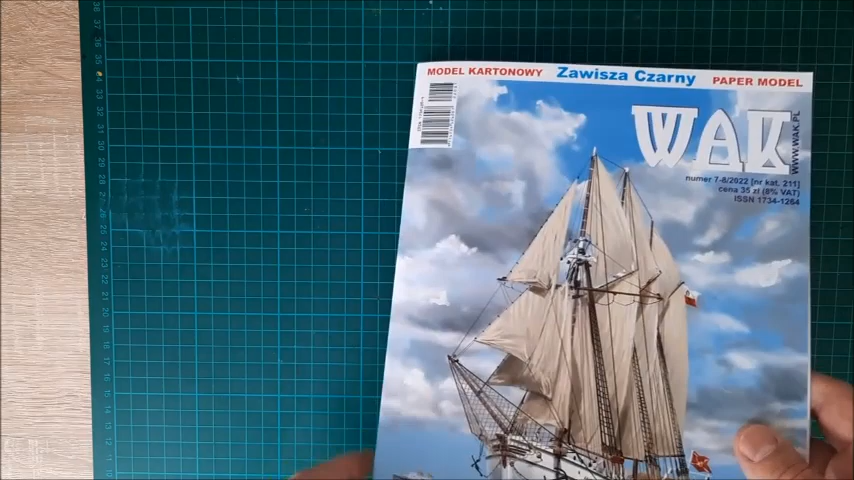 MODEL KARTONOWY Zawisza Czarny PAPER MODEL
WAK
WWW.WAK.PL
numer 7-8/2022 [nr kat. 211]
cena 35 zł (8% VAT)
ISSN 1734-1264